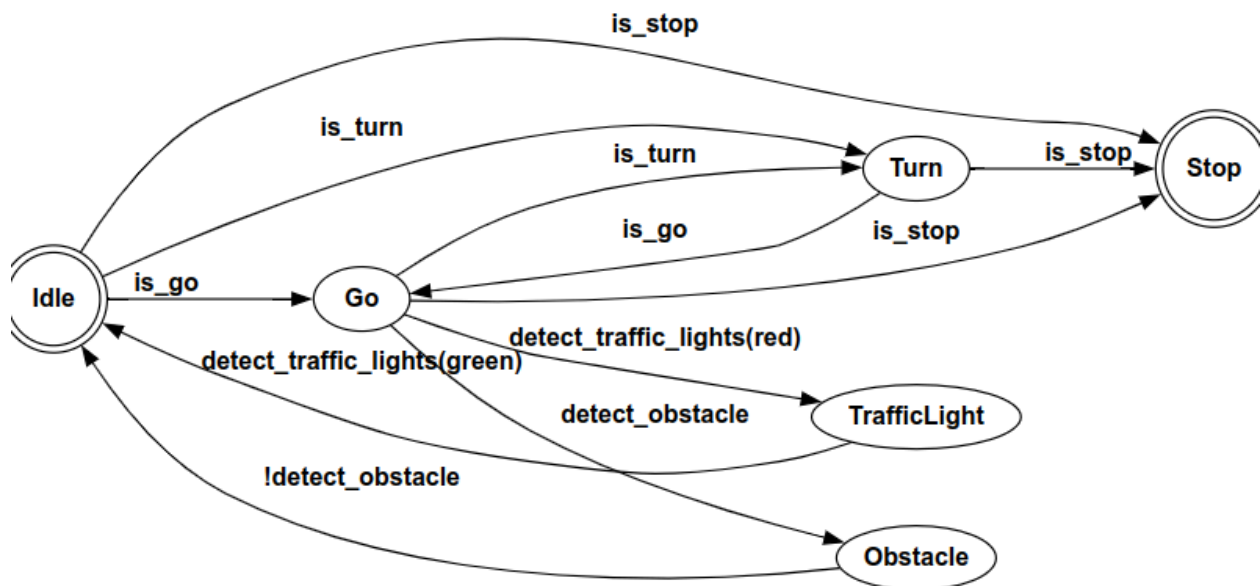 is_stop
is_turn
is_turn
Turn
is_stop
Stop
is_go
is_stop
Idle
is_go
Go
detect_traffic_lights(red)
detect_traffic_lights(green)
detect_obstacle
TrafficLight
!detect_obstacle
Obstacle